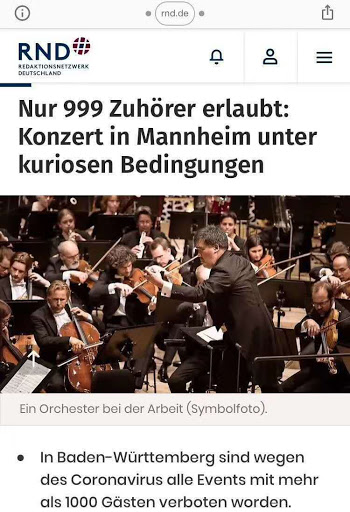 rnd.de
RND
REDAKTIONSNETZWERK
DEUTSCHLAND
Nur 999 Zuhörer erlaubt:
Konzert in Mannheim unter
kuriosen Bedingungen
Ein Orchester bei der Arbeit (Symbolfoto).
In Baden-Württemberg sind wegen
des Coronavirus alle Events mit mehr
als 1000 Gästen verboten worden.